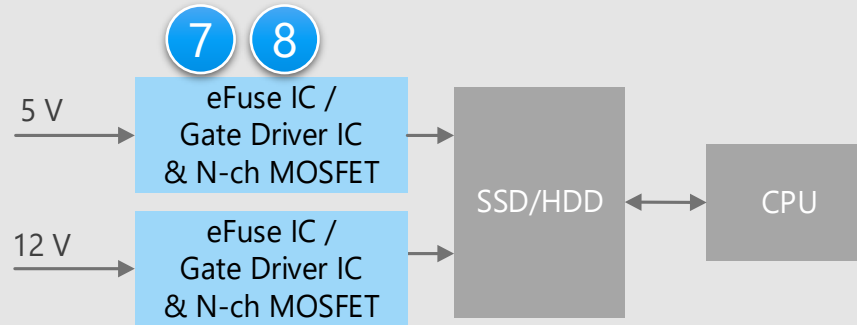 7 8
5 V
eFuse IC /
Gate Driver IC
& N-ch MOSFET
SSD/HDD
CPU
12 V
eFuse IC /
Gate Driver IC
& N-ch MOSFET